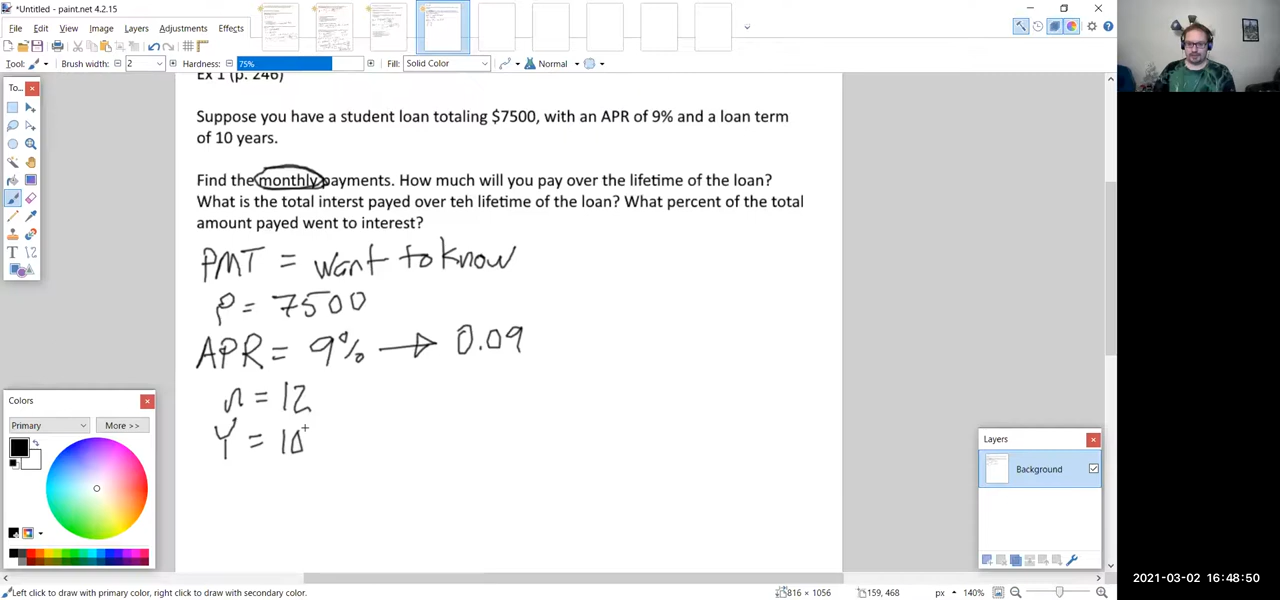 *Untitled - paint.net 4.2.15
File Edit View Image Layers Adjustments Effects
Tool: Brush width: 2 Hardness: 75% Fill: Solid Color Normal
To...
Ex 1 (p. 246)
Suppose you have a student loan totaling $7500, with an APR of 9% and a loan term
of 10 years.
Find the monthly payments. How much will you pay over the lifetime of the loan?
What is the total interst payed over teh lifetime of the loan? What percent of the total
amount payed went to interest?
PMT = want to know
P = 7500
APR = 9% → 0.09
n = 12
Y = 10
Colors
Primary More >>
Layers
Background
Left click to draw with primary color, right click to draw with secondary color.
816 × 1056
159, 468
px
140%
2021-03-02 16:48:50